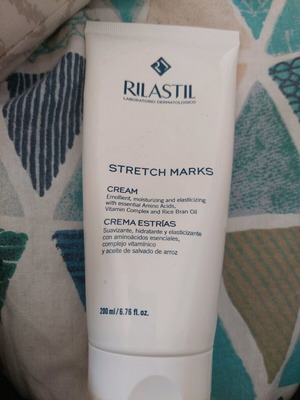 RILASTIL
LABORATORIO DERMATOLOGICO
STRETCH MARKS
CREAM
Emollient, moisturizing and elasticizing
with essential Amino Acids,
Vitamin Complex and Rice Bran Oil
CREMA ESTRÍAS
Suavizante, hidratante y elasticizante
con aminoácidos esenciales,
complejo vitamínico
y aceite de salvado de arroz
200 ml/6.76 fl. oz.